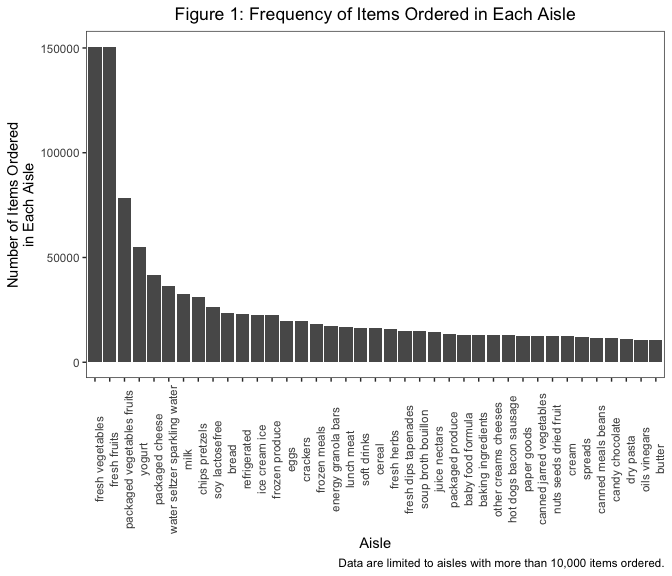 Figure 1: Frequency of Items Ordered in Each Aisle
Number of Items Ordered
in Each Aisle
150000
100000
50000
0
fresh vegetables
fresh fruits
packaged vegetables fruits
yogurt
packaged cheese
water seltzer sparkling water
milk
chips pretzels
soy lactosefree
bread
refrigerated
ice cream ice
frozen produce
eggs
crackers
frozen meals
energy granola bars
lunch meat
soft drinks
cereal
fresh herbs
fresh dips tapenades
soup broth bouillon
juice nectars
packaged produce
baby food formula
baking ingredients
other creams cheeses
hot dogs bacon sausage
paper goods
canned jarred vegetables
nuts seeds dried fruit
cream
spreads
canned meals beans
candy chocolate
dry pasta
oils vinegars
butter
Aisle
Data are limited to aisles with more than 10,000 items ordered.